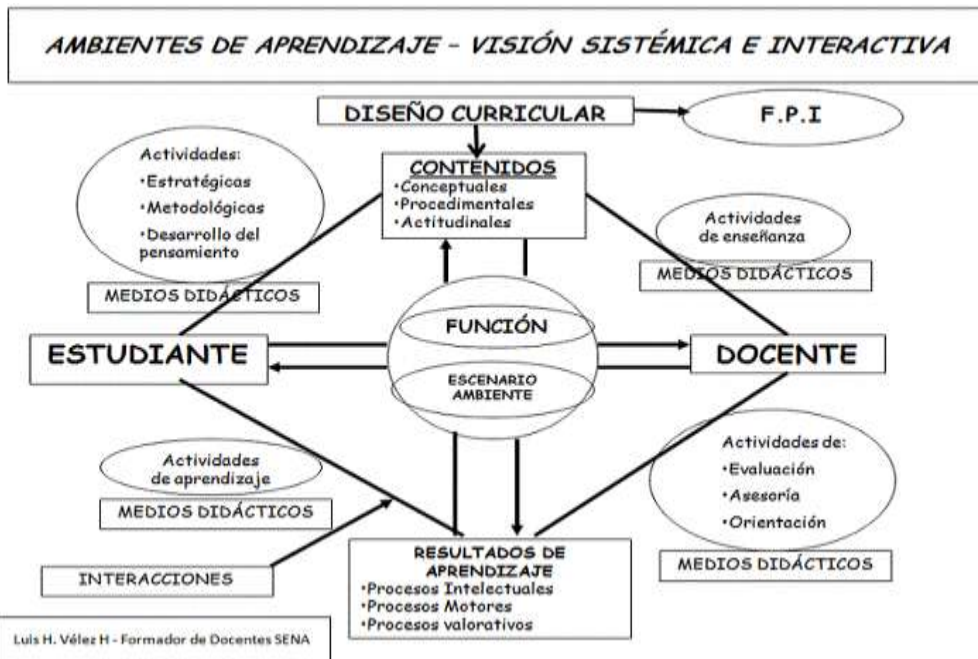 AMBIENTES DE APRENDIZAJE – VISIÓN SISTÉMICA E INTERACTIVA
DISEÑO CURRICULAR
F.P.I
Actividades:
•Estratégicas
•Metodológicas
•Desarrollo del
pensamiento
MEDIOS DIDÁCTICOS
CONTENIDOS
•Conceptuales
•Procedimentales
•Actitudinales
Actividades
de enseñanza
MEDIOS DIDÁCTICOS
ESTUDIANTE
FUNCIÓN
ESCENARIO
AMBIENTE
DOCENTE
Actividades
de aprendizaje
MEDIOS DIDÁCTICOS
INTERACCIONES
Actividades de:
•Evaluación
•Asesoría
•Orientación
MEDIOS DIDÁCTICOS
RESULTADOS DE
APRENDIZAJE
•Procesos Intelectuales
•Procesos Motores
•Procesos valorativos
Luis H. Vélez H - Formador de Docentes SENA